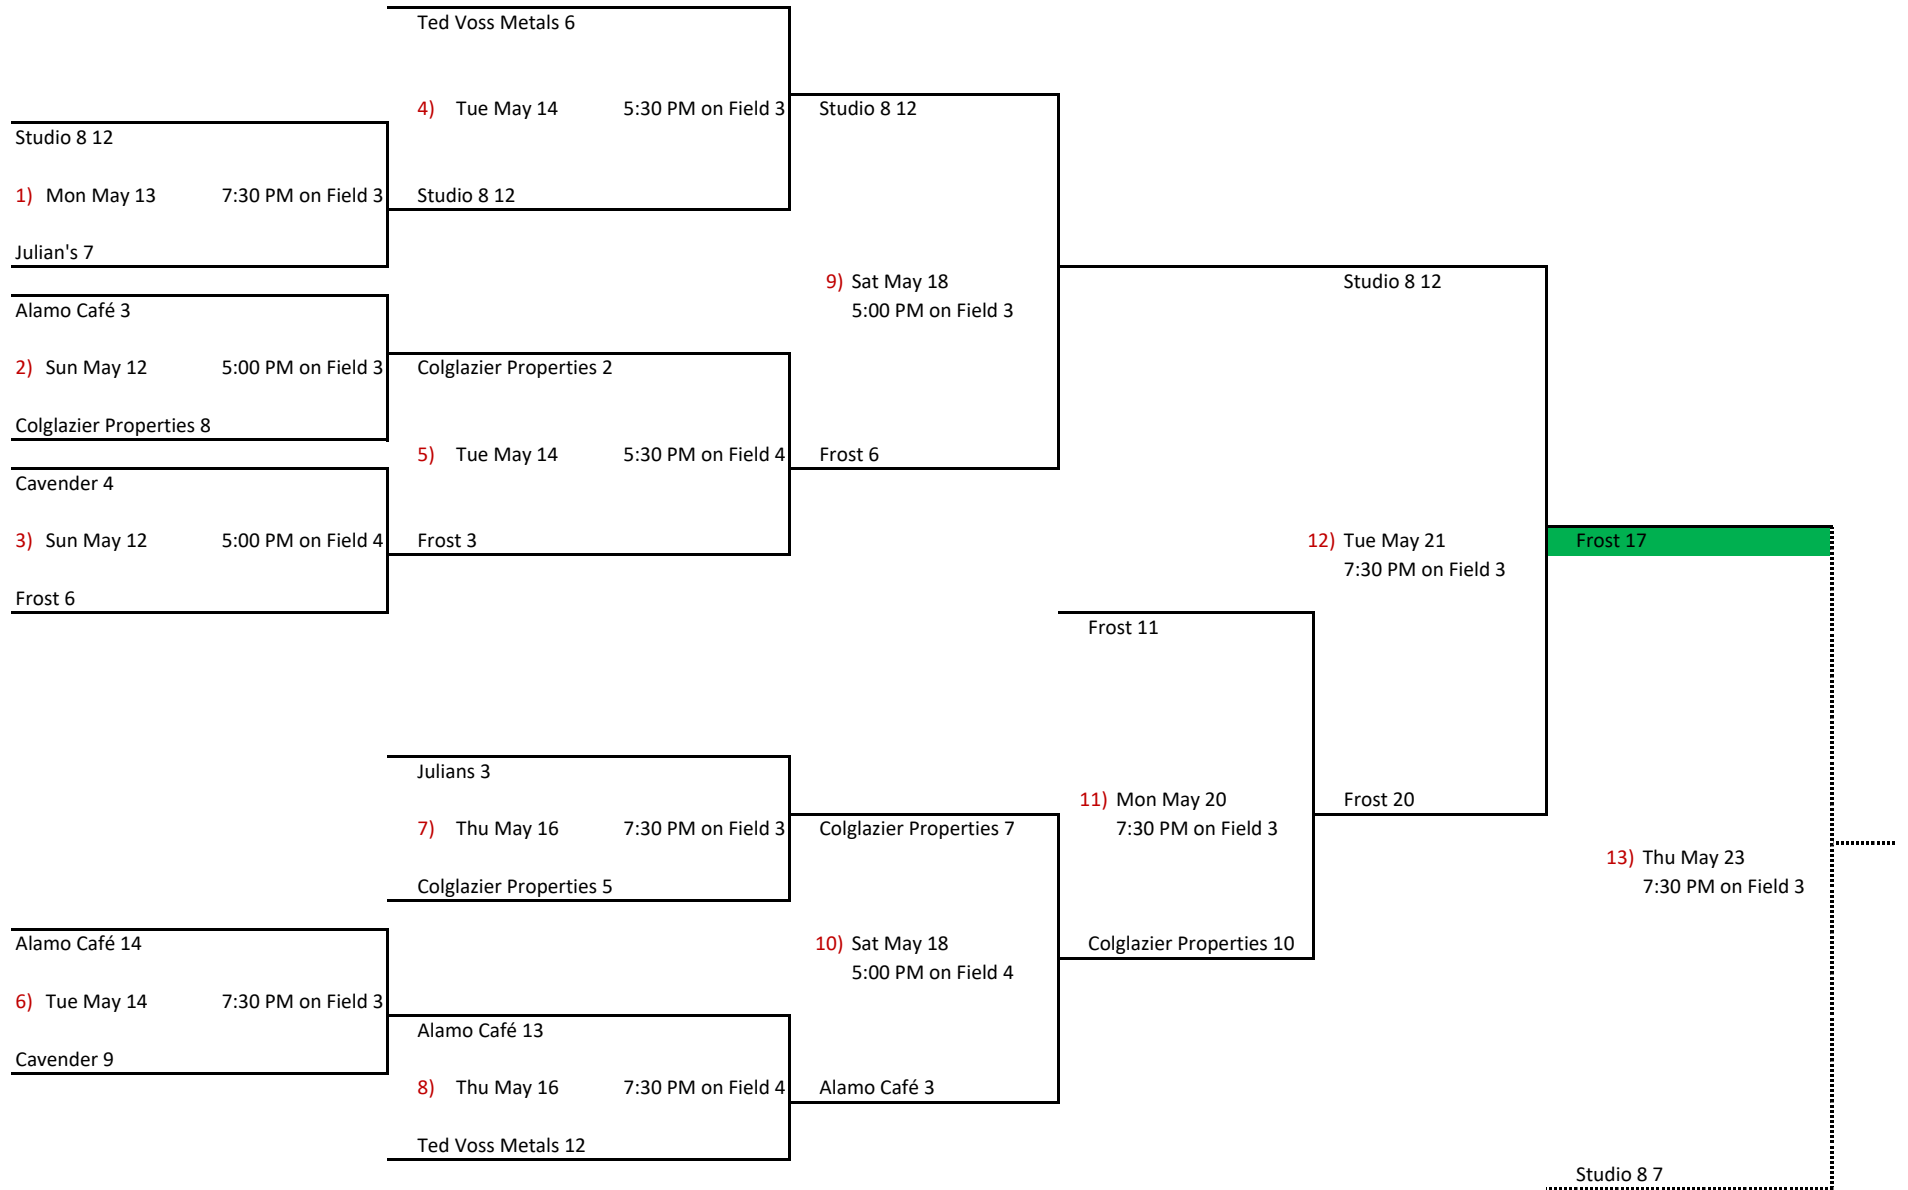 Ted Voss Metals 6
4) Tue May 14 5:30 PM on Field 3
Studio 8 12
Studio 8 12
1) Mon May 13 7:30 PM on Field 3
Studio 8 12
Julian's 7
9) Sat May 18
5:00 PM on Field 3
Studio 8 12
Alamo Café 3
2) Sun May 12 5:00 PM on Field 3
Colglazier Properties 2
Colglazier Properties 8
5) Tue May 14 5:30 PM on Field 4
Frost 6
Cavender 4
3) Sun May 12 5:00 PM on Field 4
Frost 3
12) Tue May 21
7:30 PM on Field 3
Frost 17
Frost 6
Frost 11
Julians 3
7) Thu May 16 7:30 PM on Field 3
Colglazier Properties 7
11) Mon May 20
7:30 PM on Field 3
Frost 20
Colglazier Properties 5
13) Thu May 23
7:30 PM on Field 3
Alamo Café 14
10) Sat May 18
5:00 PM on Field 4
Colglazier Properties 10
6) Tue May 14 7:30 PM on Field 3
Alamo Café 13
Cavender 9
8) Thu May 16 7:30 PM on Field 4
Alamo Café 3
Ted Voss Metals 12
Studio 8 7